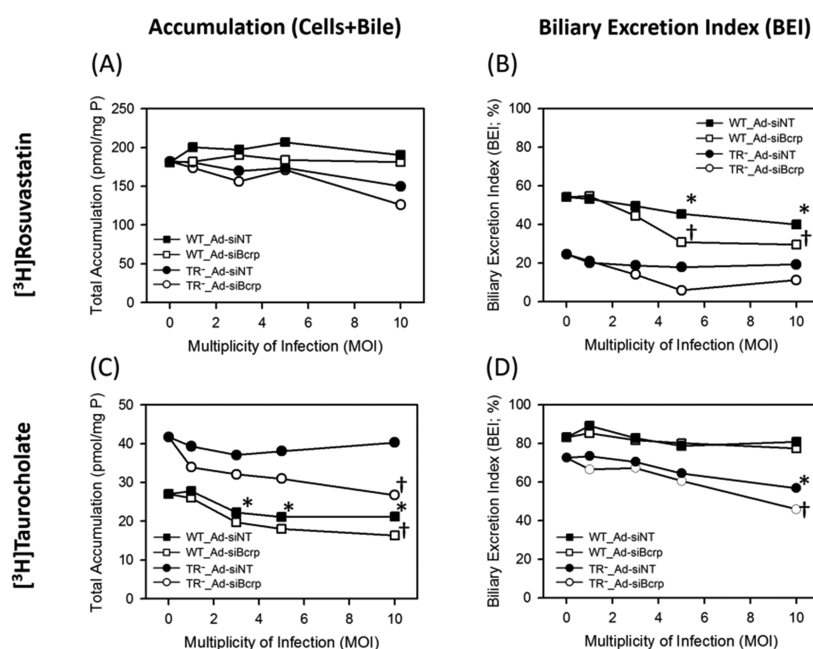 Accumulation (Cells+Bile)
Biliary Excretion Index (BEI)
[³H]Rosuvastatin
(A)
250
200
150
100
50
0
Total Accumulation (pmol/mg P)
WT_Ad-siNT
WT_Ad-siBcrp
TR⁻_Ad-siNT
TR⁻_Ad-siBcrp
0 2 4 6 8 10
Multiplicity of Infection (MOI)
(B)
100
80
60
40
20
0
Biliary Excretion Index (BEI; %)
WT_Ad-siNT
WT_Ad-siBcrp
TR⁻_Ad-siNT
TR⁻_Ad-siBcrp
* *
† †
0 2 4 6 8 10
Multiplicity of Infection (MOI)
[³H]Taurocholate
(C)
50
40
30
20
10
0
Total Accumulation (pmol/mg P)
†
* * *
†
WT_Ad-siNT
WT_Ad-siBcrp
TR⁻_Ad-siNT
TR⁻_Ad-siBcrp
0 2 4 6 8 10
Multiplicity of Infection (MOI)
(D)
100
80
60
40
20
0
Biliary Excretion Index (BEI; %)
*
†
WT_Ad-siNT
WT_Ad-siBcrp
TR⁻_Ad-siNT
TR⁻_Ad-siBcrp
0 2 4 6 8 10
Multiplicity of Infection (MOI)